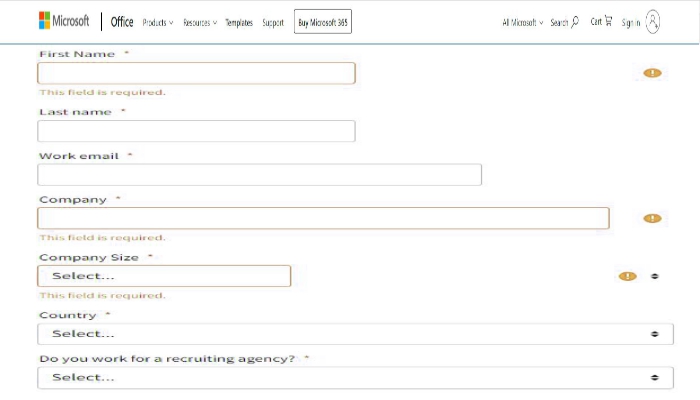 Microsoft Office Products Resources Templates Support Buy Microsoft 365 All Microsoft Search Cart Sign in
First Name *
This field is required.
Last name *
Work email *
Company *
This field is required.
Company Size *
Select...
This field is required.
Country *
Select...
Do you work for a recruiting agency? *
Select...